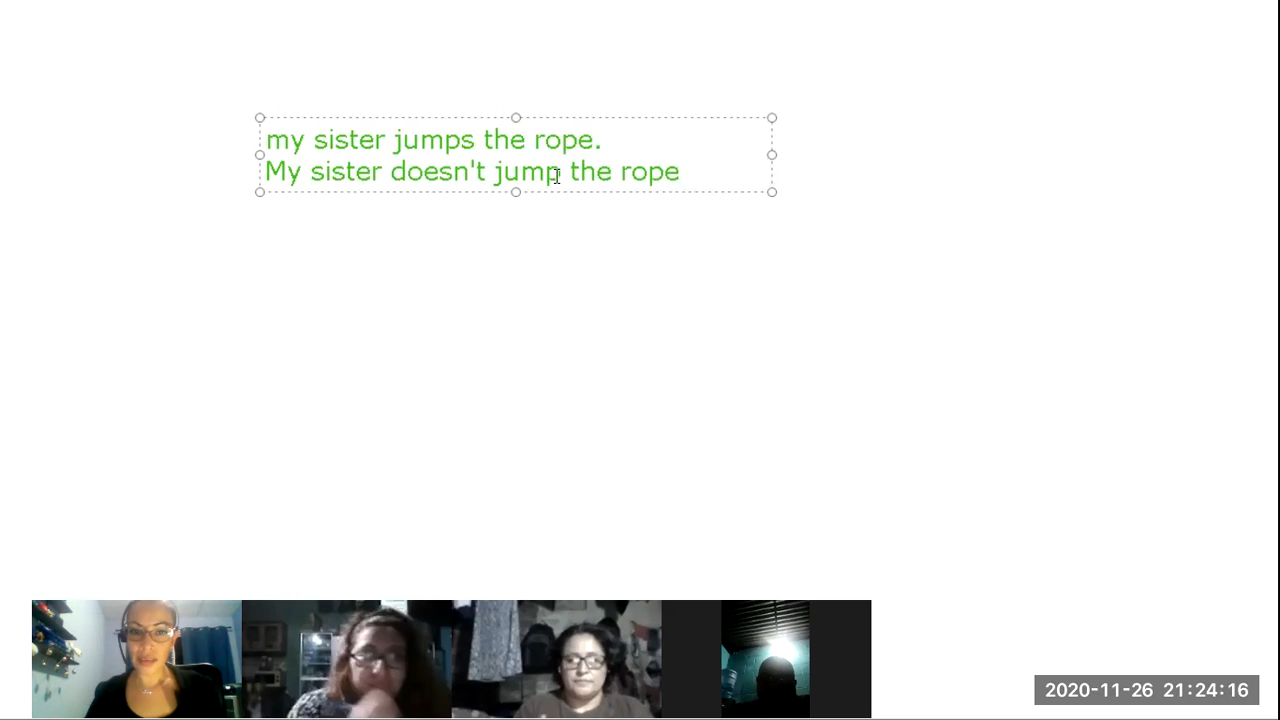 my sister jumps the rope.
My sister doesn't jump the rope
2020-11-26 21:24:16